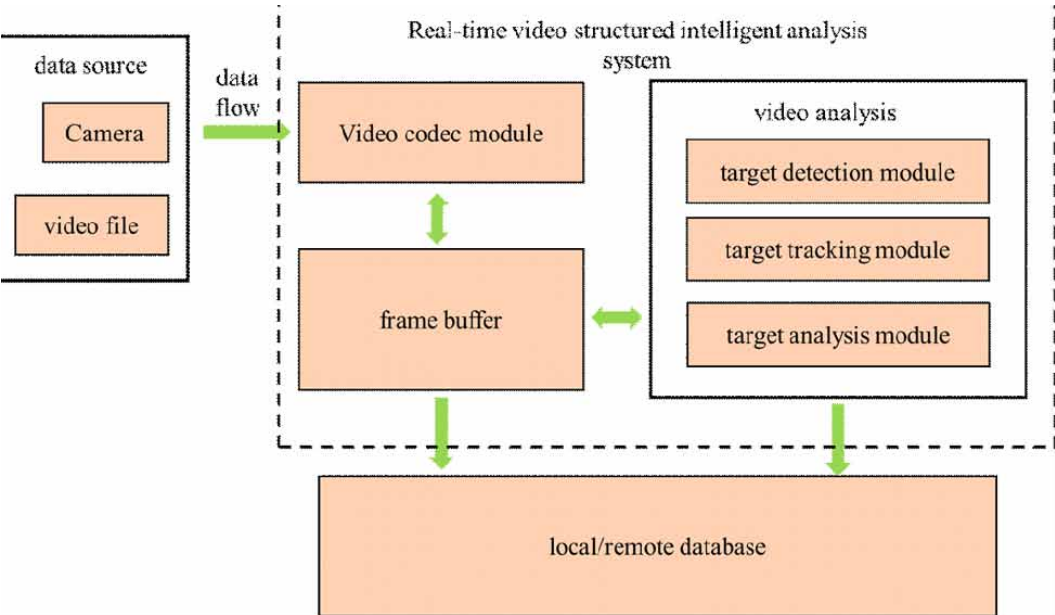 Real-time video structured intelligent analysis
system
data source
Camera
video file
data
flow
Video codec module
frame buffer
video analysis
target detection module
target tracking module
target analysis module
local/remote database